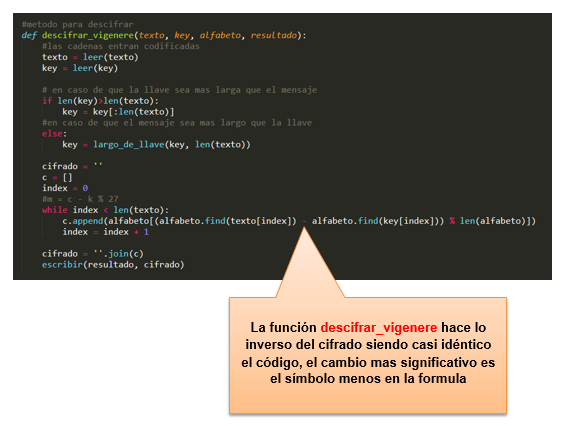 #metodo para descifrar
def descifrar_vigenere(texto, key, alfabeto, resultado):
    #las cadenas entran codificadas
    texto = leer(texto)
    key = leer(key)

    # en caso de que la llave sea mas larga que el mensaje
    if len(key)>len(texto):
        key = key[:len(texto)]
    #en caso de que el mensaje sea mas largo que la llave
    else:
        key = largo_de_llave(key, len(texto))

    cifrado = ''
    c = []
    index = 0
    #m = c - k % 27
    while index < len(texto):
        c.append(alfabeto[(alfabeto.find(texto[index]) - alfabeto.find(key[index])) % len(alfabeto)])
        index = index + 1

    cifrado = ''.join(c)
    escribir(resultado, cifrado)
La función descifrar_vigenere hace lo
inverso del cifrado siendo casi idéntico
el código, el cambio mas significativo es
el símbolo menos en la formula